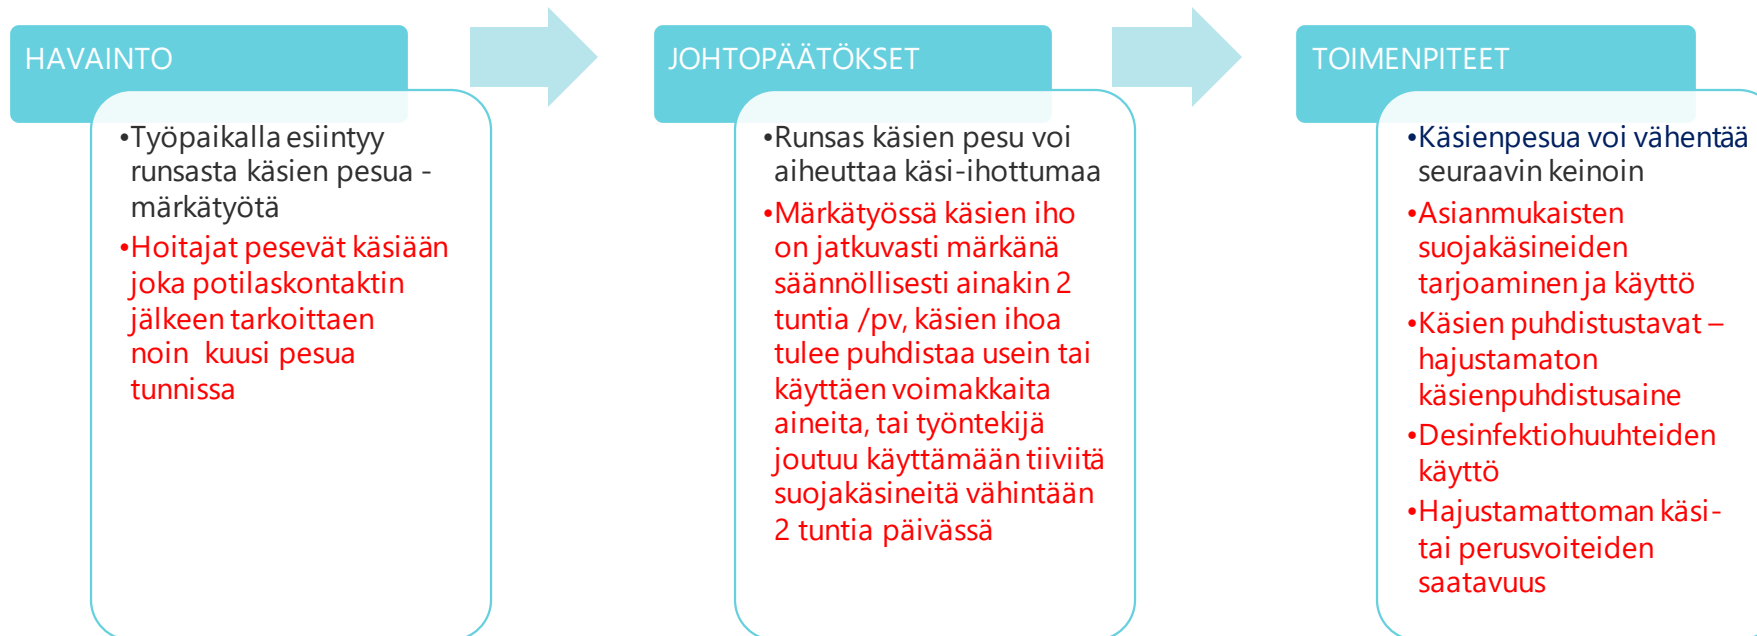 HAVAINTO
•Työpaikalla esiintyy
runsasta käsien pesua -
märkätyötä
•Hoitajat pesevät käsiään
joka potilaskontaktin
jälkeen tarkoittaen
noin kuusi pesua
tunnissa
JOHTOPÄÄTÖKSET
•Runsas käsien pesu voi
aiheuttaa käsi-ihottumaa
•Märkätyössä käsien iho
on jatkuvasti märkänä
säännöllisesti ainakin 2
tuntia /pv, käsien ihoa
tulee puhdistaa usein tai
käyttäen voimakkaita
aineita, tai työntekijä
joutuu käyttämään tiiviitä
suojakäsineitä vähintään
2 tuntia päivässä
TOIMENPITEET
•Käsienpesua voi vähentää
seuraavin keinoin
•Asianmukaisten
suojakäsineiden
tarjoaminen ja käyttö
•Käsien puhdistustavat –
hajustamaton
käsienpuhdistusaine
•Desinfektiohuuhteiden
käyttö
•Hajustamattoman käsi-
tai perusvoiteiden
saatavuus